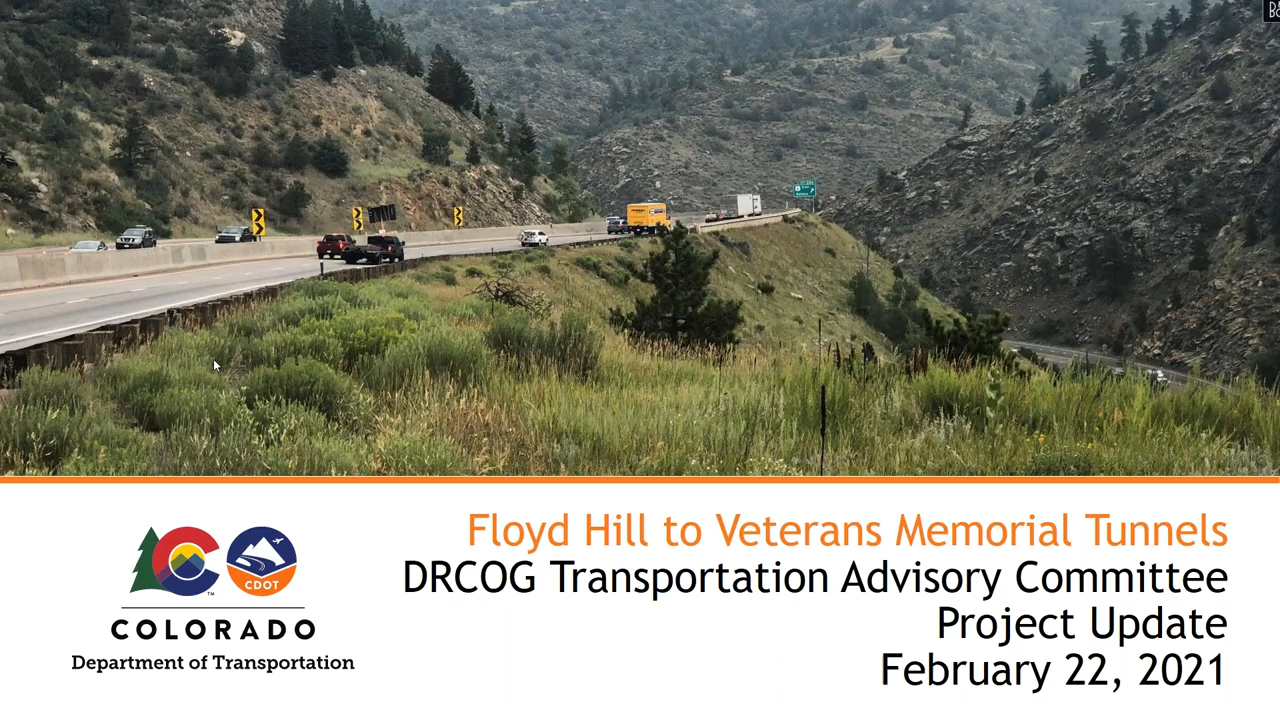 Floyd Hill to Veterans Memorial Tunnels
DRCOG Transportation Advisory Committee
Project Update
February 22, 2021
CDOT
TM
COLORADO
Department of Transportation